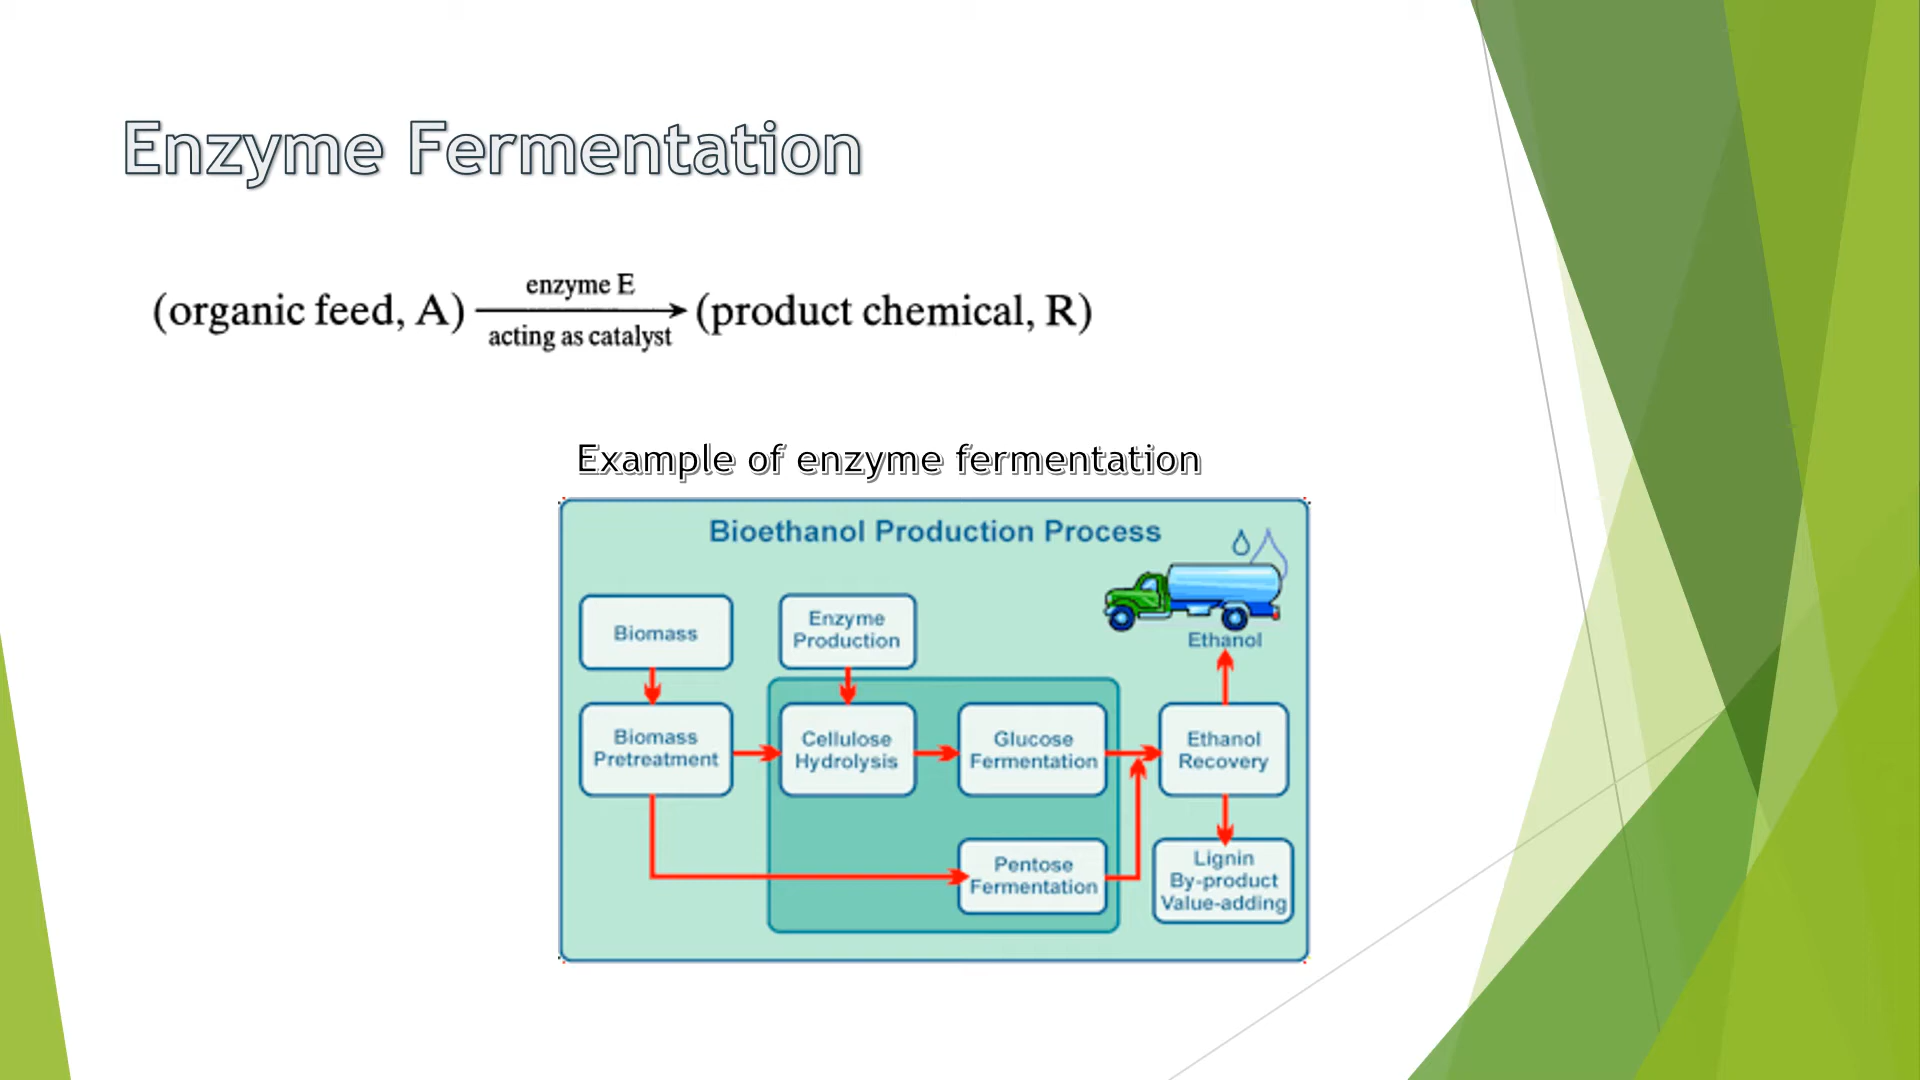 Enzyme Fermentation
enzyme E
(organic feed, A) → (product chemical, R)
acting as catalyst
Example of enzyme fermentation
Bioethanol Production Process
Biomass
Enzyme
Production
Ethanol
Biomass
Pretreatment
Cellulose
Hydrolysis
Glucose
Fermentation
Ethanol
Recovery
Pentose
Fermentation
Lignin
By-product
Value-adding